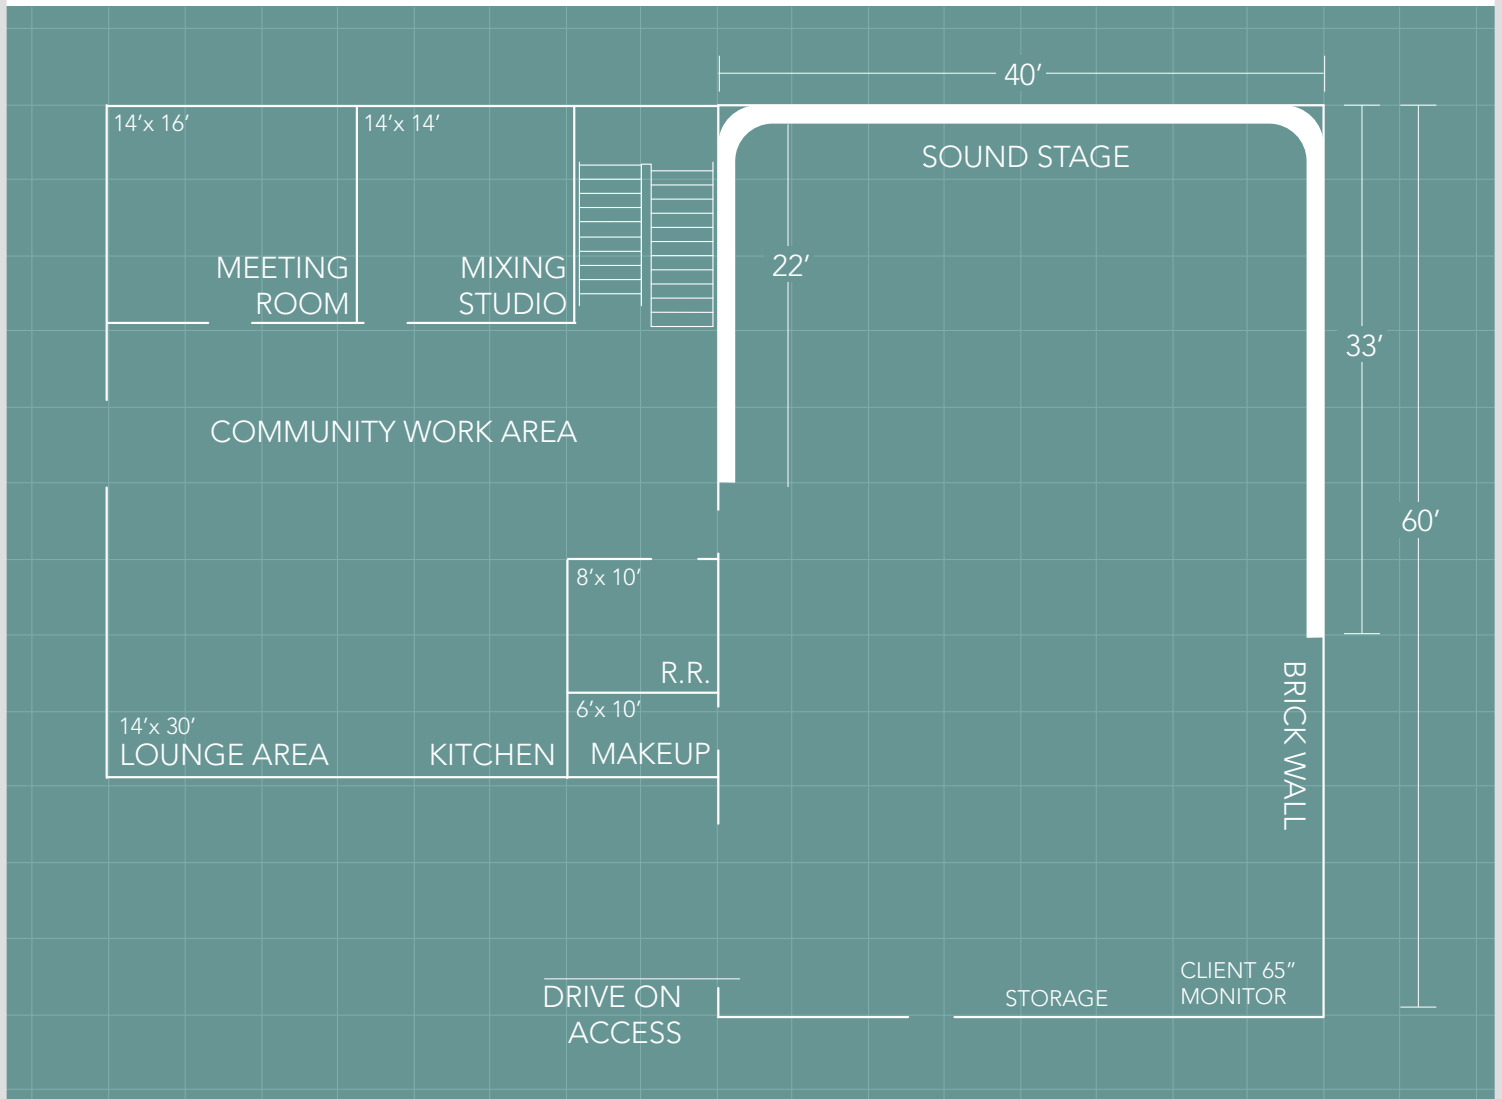 40’
14’x 16’
14’x 14’
SOUND STAGE
MEETING
ROOM
MIXING
STUDIO
22’
33’
COMMUNITY WORK AREA
60’
8’x 10’
R.R.
6’x 10’
MAKEUP
14’x 30’
LOUNGE AREA
KITCHEN
BRICK WALL
DRIVE ON
ACCESS
STORAGE
CLIENT 65”
MONITOR